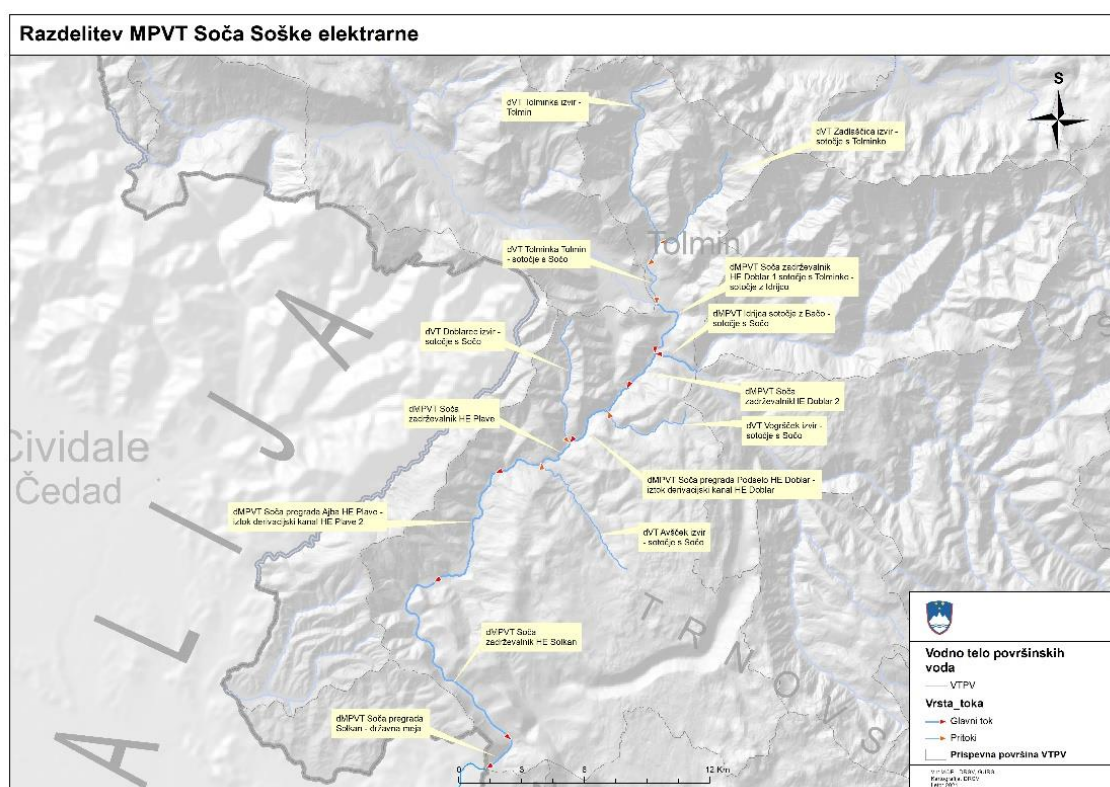 Razdelitev MPVT Soča Soške elektrarne
S
dVT Tolminka izvir -
Tolmin
dVT Zadlaščica izvir -
sotočje s Tolminko
Tolmin
dVT Tolminka Tolmin
- sotočje s Sočo
dMPVT Soča zadrževalnik
HE Doblar 1 sotočje s Tolminko -
sotočje z Idrijco
dMPVT Idrijca sotočje z Bačo -
sotočje s Sočo
dVT Doblarec izvir -
sotočje s Sočo
dMPVT Soča
zadrževalnik HE Doblar 2
dMPVT Soča
zadrževalnik HE Plave
dVT Vogršček izvir -
sotočje s Sočo
Cividale
Čedad
dMPVT Soča pregrada Podselo HE Doblar -
iztok derivacijski kanal HE Doblar
dMPVT Soča pregrada Ajba HE Plave -
iztok derivacijski kanal HE Plave 2
dVT Avšček izvir
- sotočje s Sočo
A L I J A
T R N O V S
dMPVT Soča
zadrževalnik HE Solkan
dMPVT Soča pregrada
Solkan - državna meja
0 3 6 12 Km
Vodno telo površinskih
voda
VTPV
Vrsta_toka
Glavni tok
Pritoki
Prispevna površina VTPV